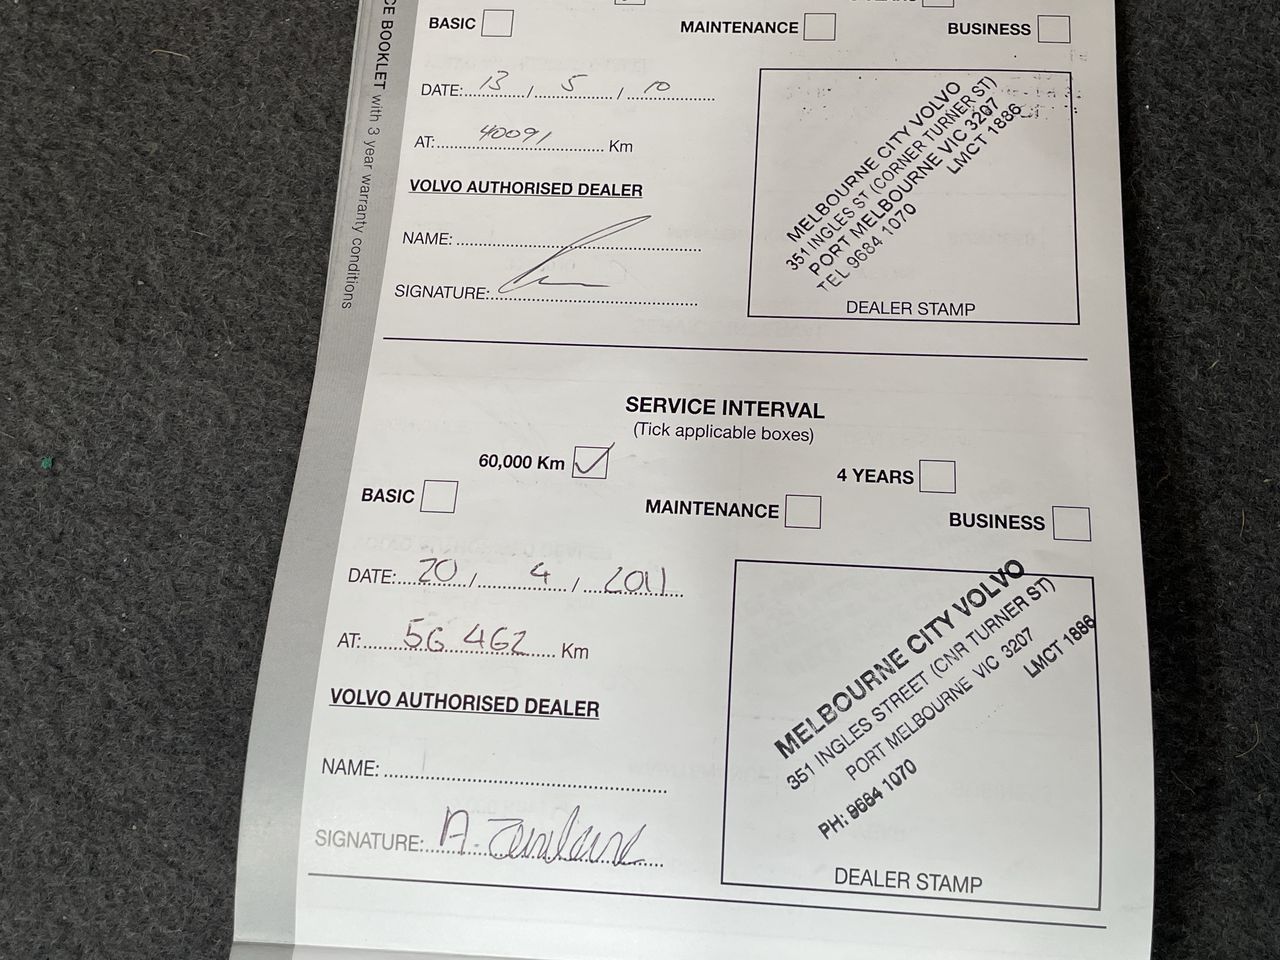 CE BOOKLET with 3 year warranty conditions
BASIC
MAINTENANCE
BUSINESS
DATE: 13 / 5 / 10
AT: 40091 Km
VOLVO AUTHORISED DEALER
NAME:
SIGNATURE:
MELBOURNE CITY VOLVO
351 INGLES ST (CORNER TURNER ST)
PORT MELBOURNE VIC 3207
TEL 9684 1070
LMCT 1886
DEALER STAMP
SERVICE INTERVAL
(Tick applicable boxes)
60,000 Km
4 YEARS
BASIC
MAINTENANCE
BUSINESS
DATE: 20 / 4 / 2011
AT: 56 462 Km
VOLVO AUTHORISED DEALER
NAME:
SIGNATURE: A.
MELBOURNE CITY VOLVO
351 INGLES STREET (CNR TURNER ST)
PORT MELBOURNE VIC 3207
PH: 9684 1070
LMCT 1886
DEALER STAMP